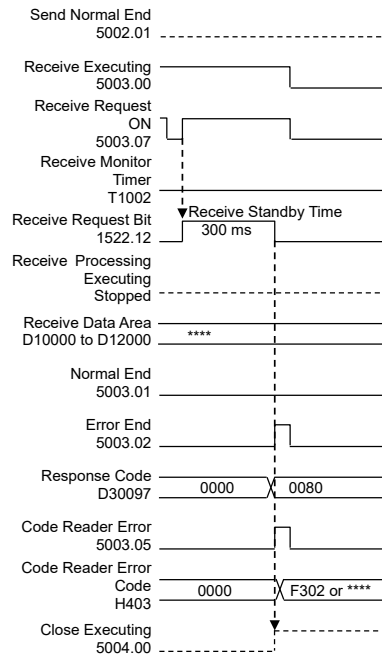 Send Normal End
5002.01
Receive Executing
5003.00
Receive Request
ON
5003.07
Receive Monitor
Timer
T1002
Receive Standby Time
Receive Request Bit
300 ms
1522.12
Receive Processing
Executing
Stopped
Receive Data Area
D10000 to D12000
****
Normal End
5003.01
Error End
5003.02
Response Code
D30097
0000
0080
Code Reader Error
5003.05
Code Reader Error
Code
H403
0000
F302 or ****
Close Executing
5004.00